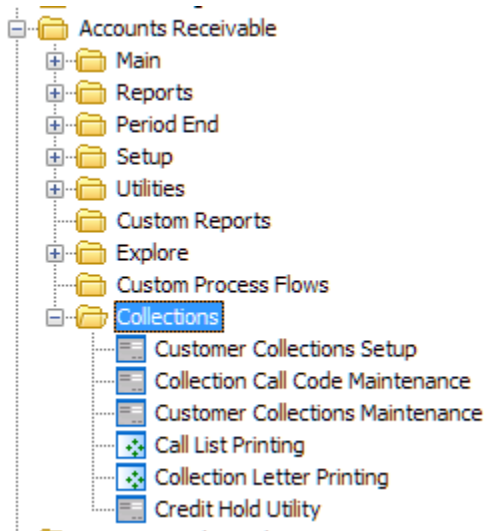 Accounts Receivable
Main
Reports
Period End
Setup
Utilities
Custom Reports
Explore
Custom Process Flows
Collections
Customer Collections Setup
Collection Call Code Maintenance
Customer Collections Maintenance
Call List Printing
Collection Letter Printing
Credit Hold Utility